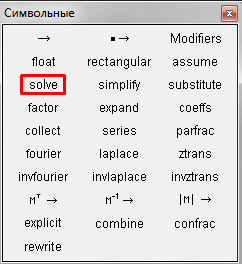 Символьные
→ ▪→ Modifiers
float rectangular assume
solve simplify substitute
factor expand coeffs
collect series parfrac
fourier laplace ztrans
invfourier invlaplace invztrans
Mᵀ → M⁻¹ → |M| →
explicit combine confrac
rewrite